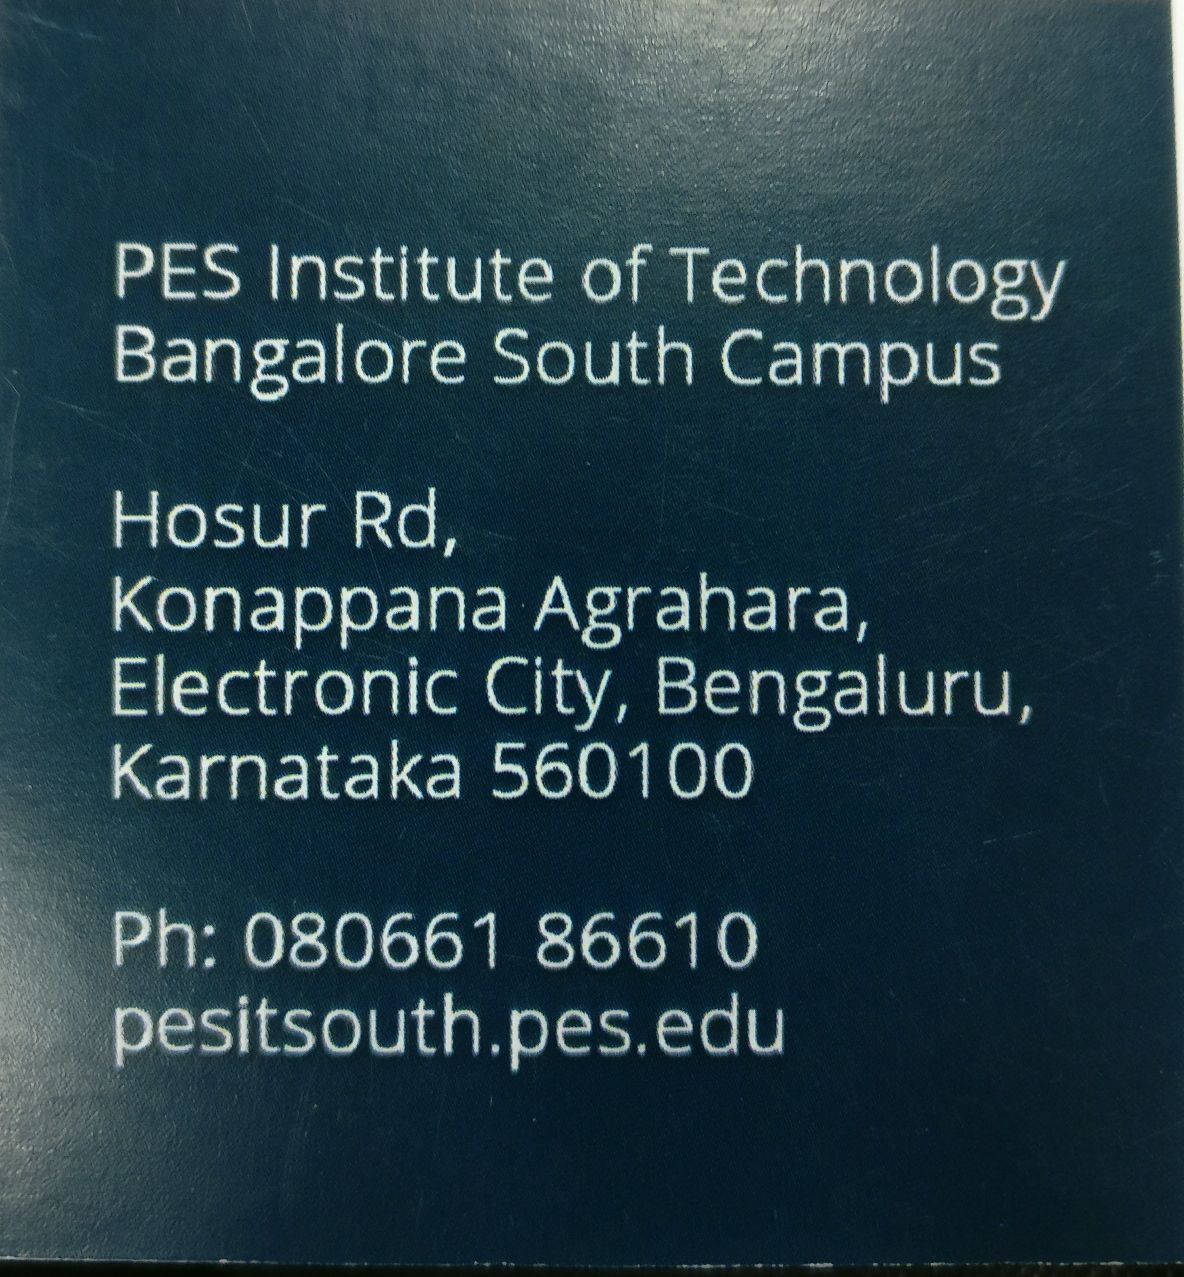 PES Institute of Technology
Bangalore South Campus
Hosur Rd,
Konappana Agrahara,
Electronic City, Bengaluru,
Karnataka 560100
Ph: 080661 86610
pesitsouth.pes.edu